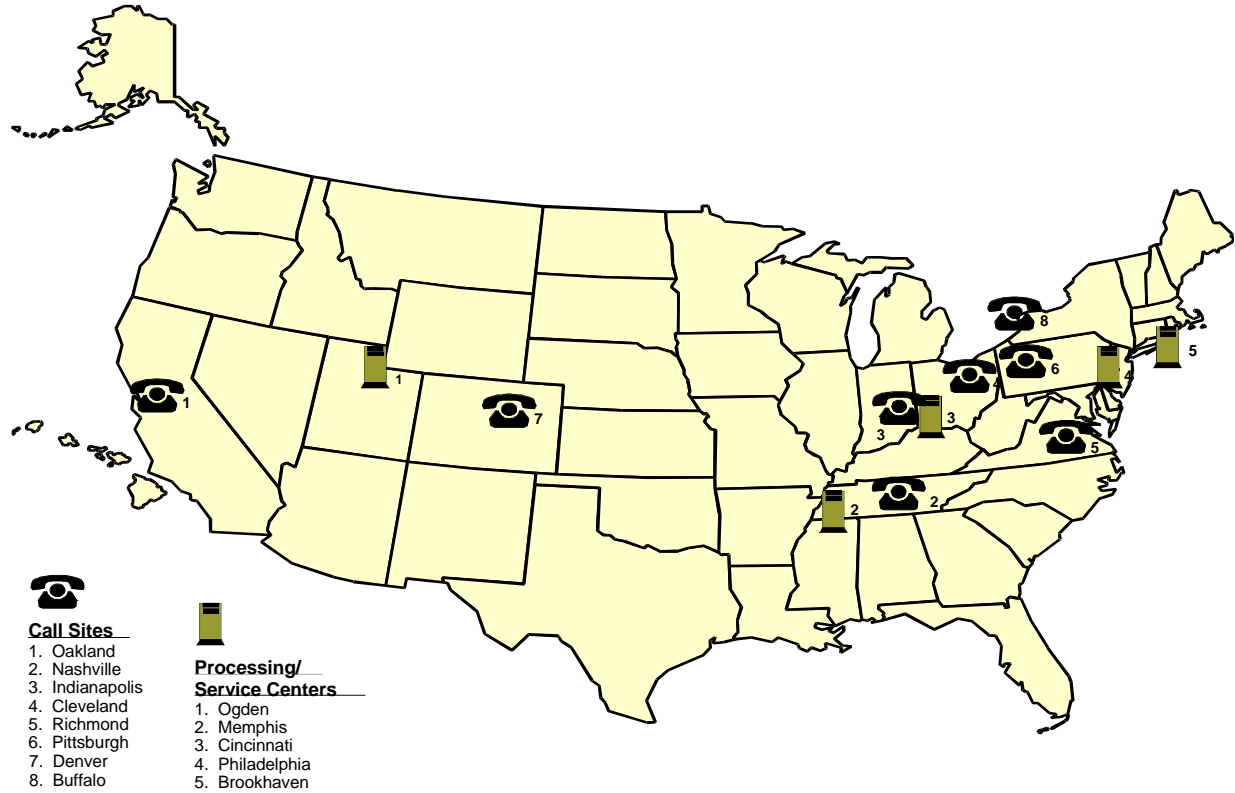 8
5
6
4
4
1
1
7
3
3
5
2
2
Call Sites
1. Oakland
2. Nashville
3. Indianapolis
4. Cleveland
5. Richmond
6. Pittsburgh
7. Denver
8. Buffalo
Processing/
Service Centers
1. Ogden
2. Memphis
3. Cincinnati
4. Philadelphia
5. Brookhaven